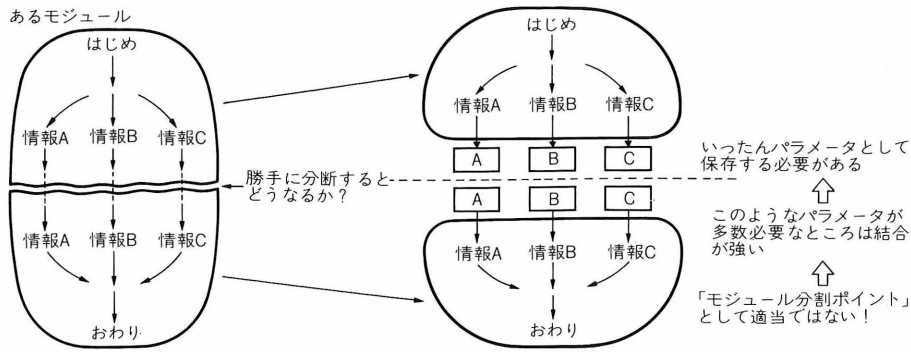 あるモジュール
はじめ
情報A 情報B 情報C
情報A 情報B 情報C
おわり
勝手に分断すると
どうなるか？
はじめ
情報A 情報B 情報C
A B C
A B C
情報A 情報B 情報C
おわり
いったんパラメータとして
保存する必要がある
このようなパラメータが
多数必要なところは結合
が強い
「モジュール分割ポイント」
として適当ではない！